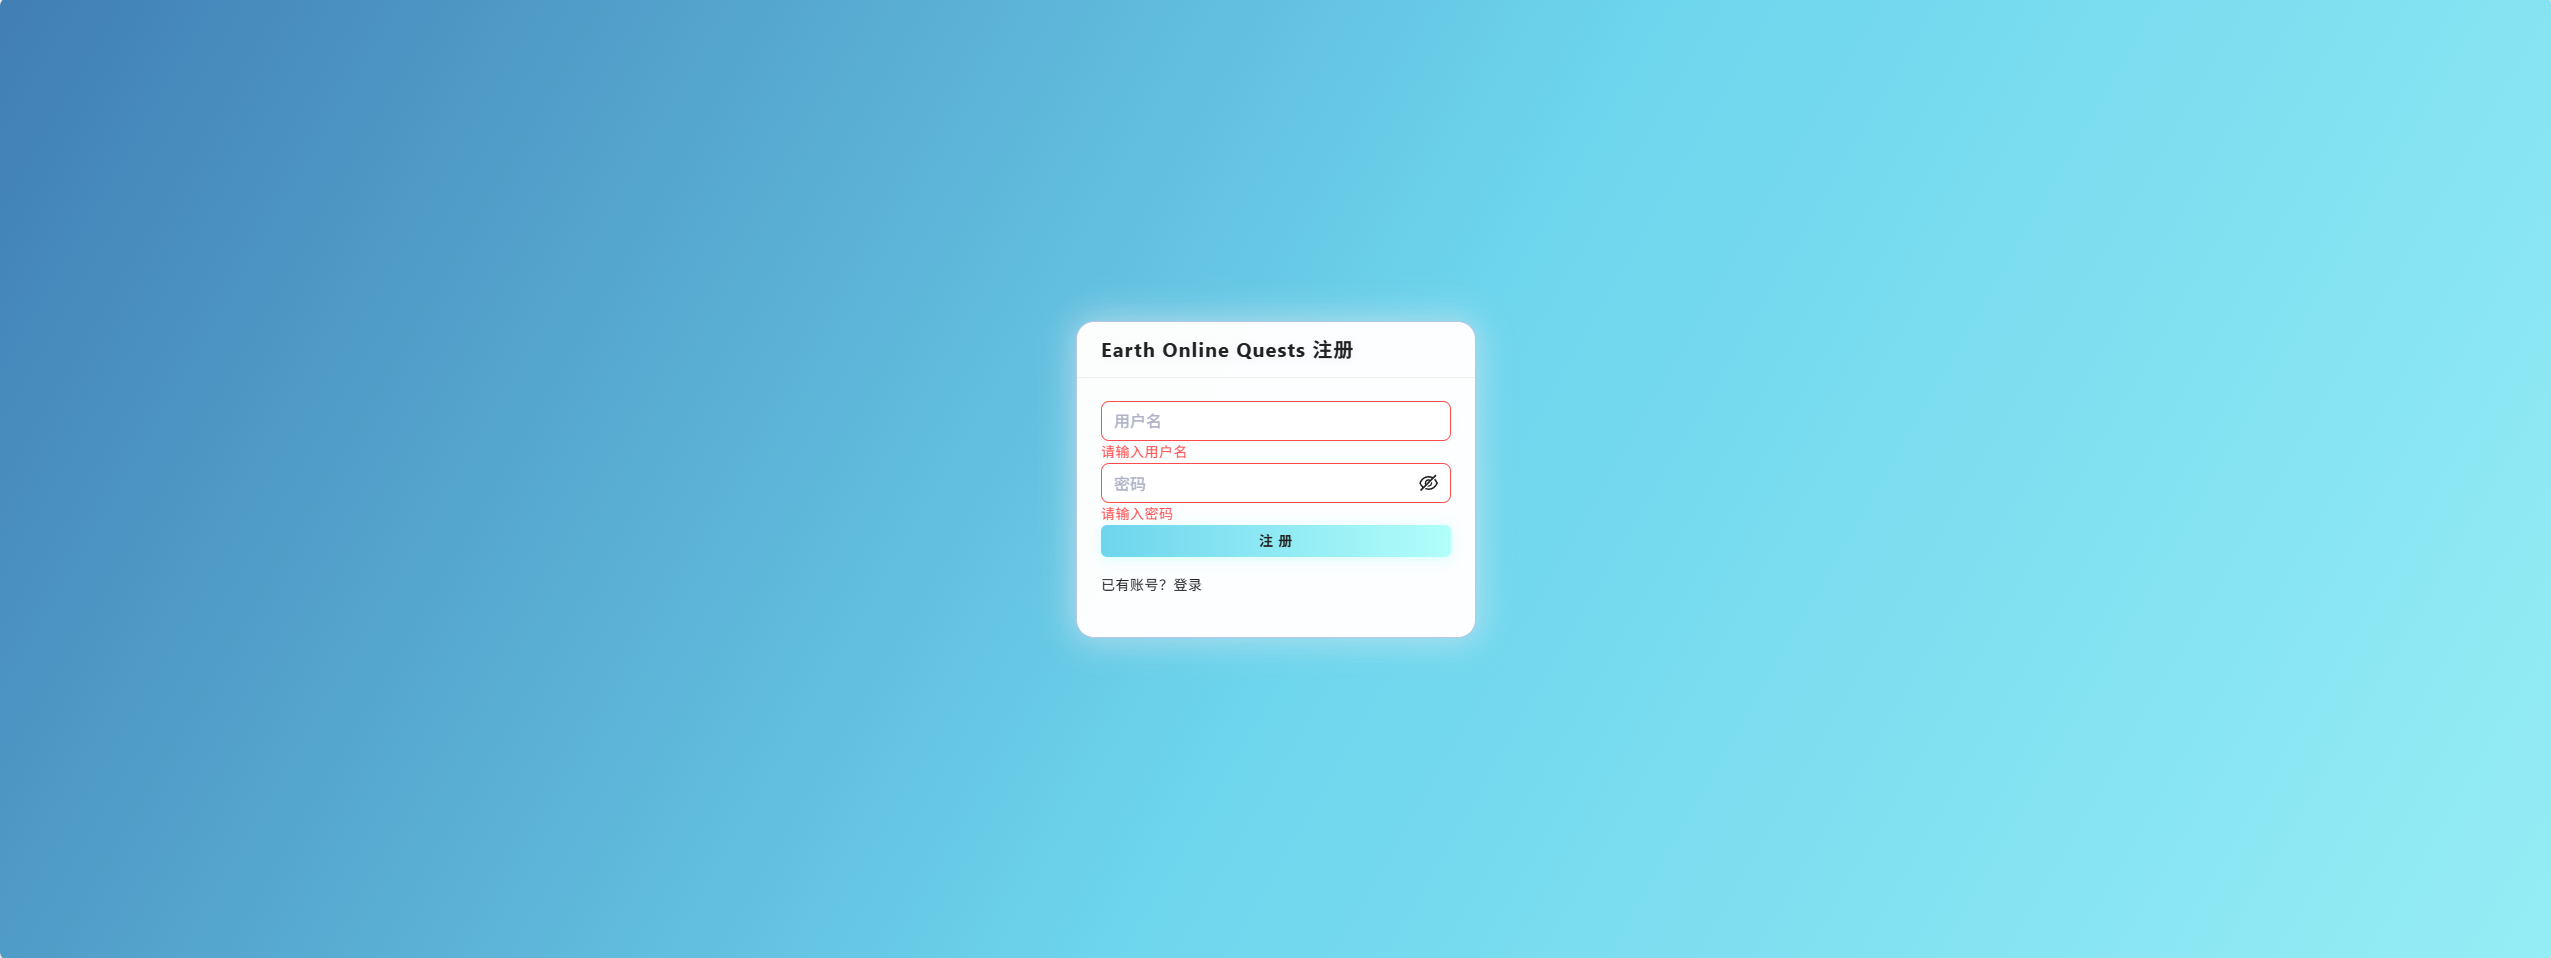 Earth Online Quests 注册
用户名
请输入用户名
密码
请输入密码
注 册
已有账号？登录